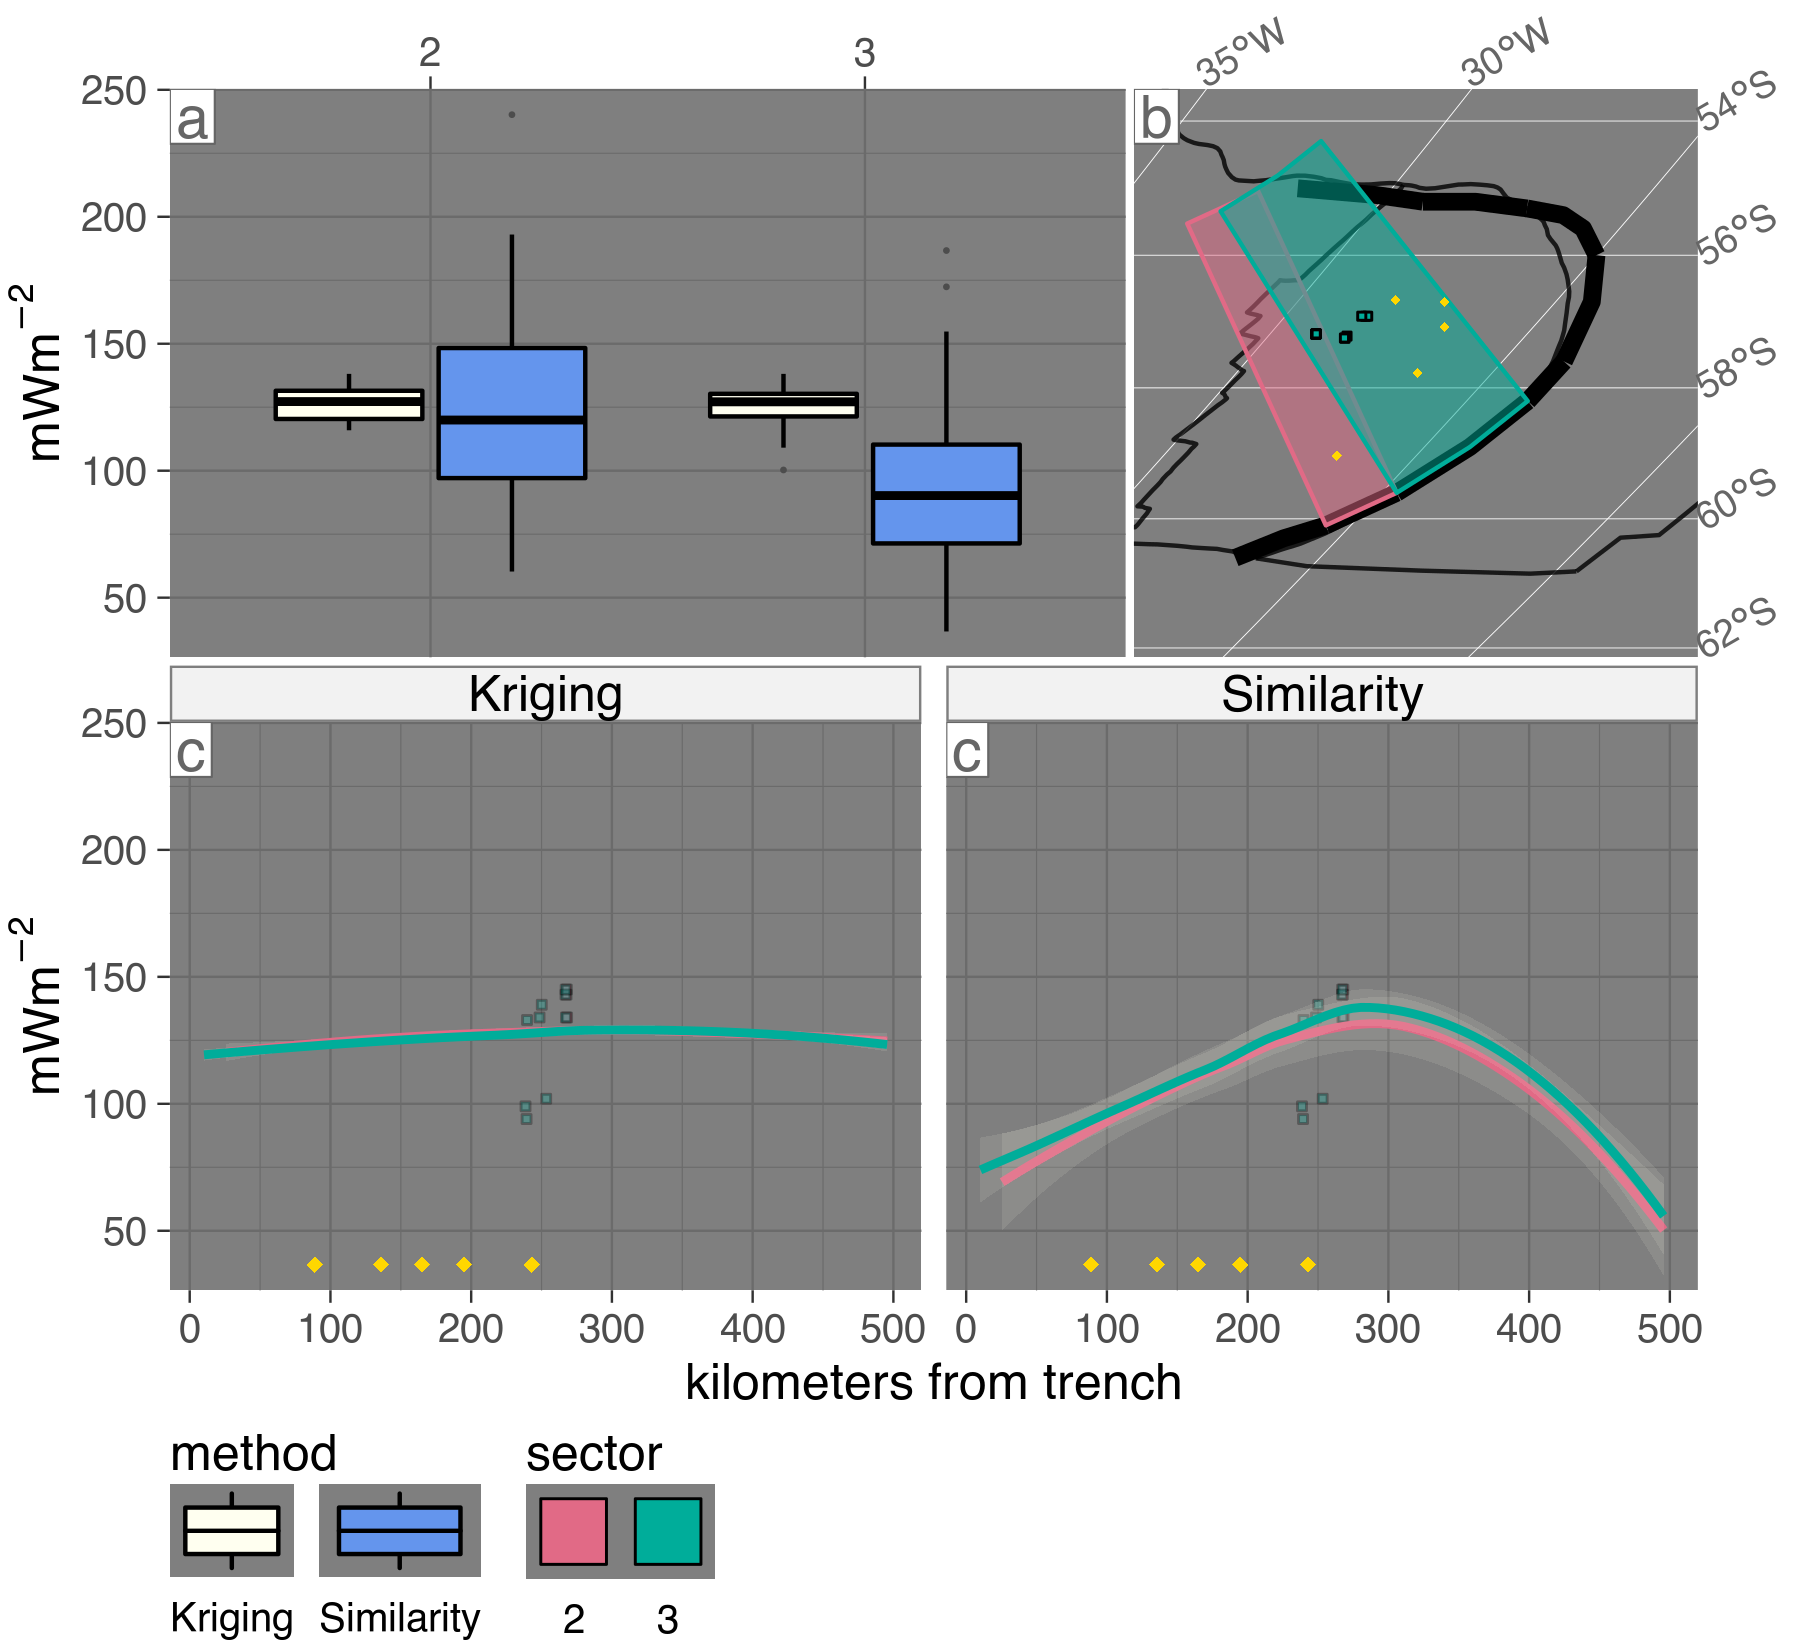 2 3
250
200
150
100
50
mWm⁻²
a
b
35°W 30°W
54°S
56°S
58°S
60°S
62°S
Kriging Similarity
250
200
150
100
50
mWm⁻²
c c
0 100 200 300 400 500 0 100 200 300 400 500
kilometers from trench
method sector
Kriging Similarity 2 3